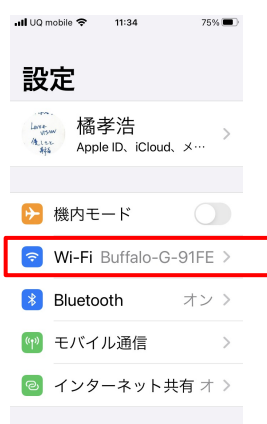 UQ mobile 11:34 75%
設定
橘孝浩
Apple ID、iCloud、メ…
機内モード
Wi-Fi Buffalo-G-91FE
Bluetooth オン
モバイル通信
インターネット共有 オ